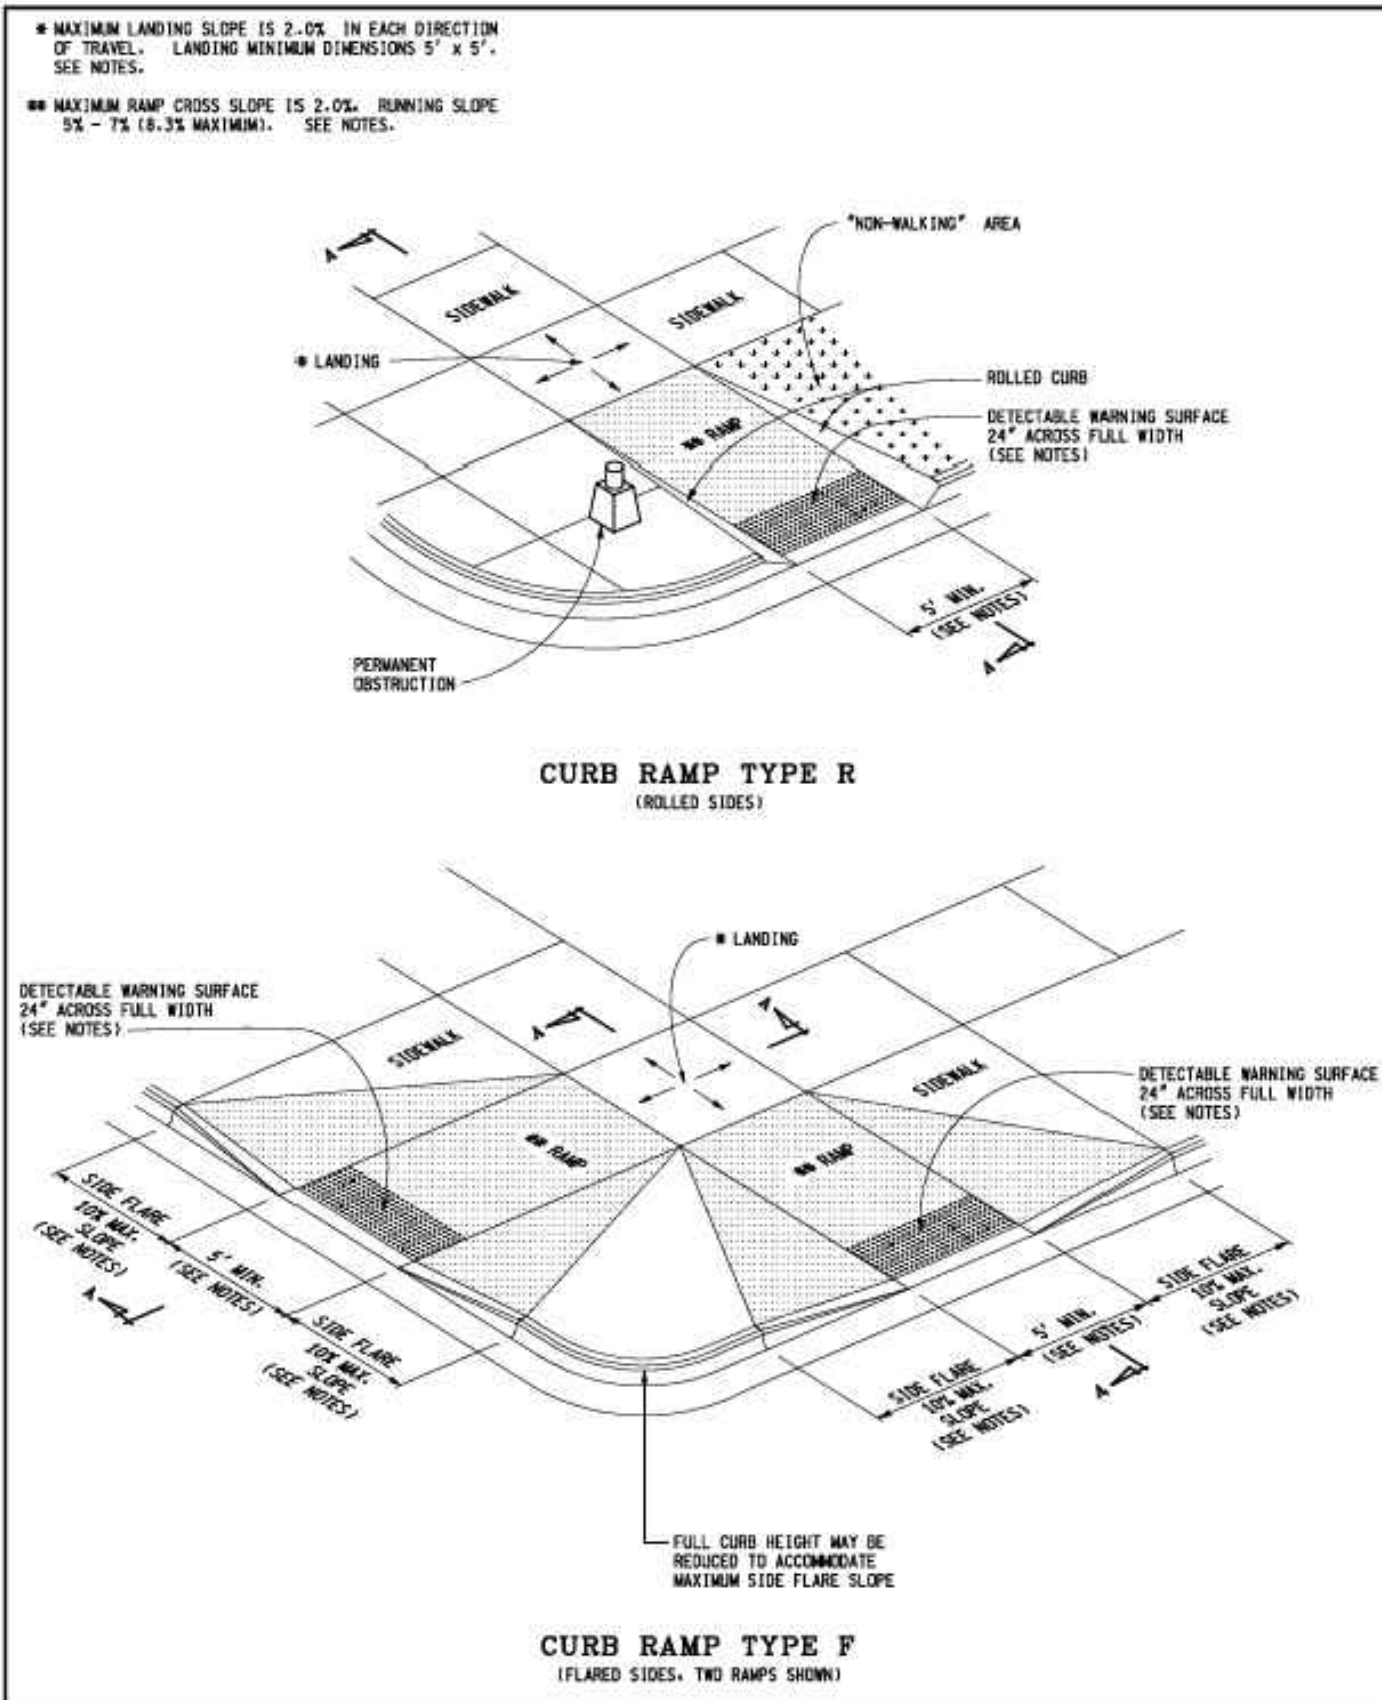 * MAXIMUM LANDING SLOPE IS 2.0% IN EACH DIRECTION
OF TRAVEL. LANDING MINIMUM DIMENSIONS 5' x 5'.
SEE NOTES.
** MAXIMUM RAMP CROSS SLOPE IS 2.0%. RUNNING SLOPE
5% - 7% (8.3% MAXIMUM). SEE NOTES.
"NON-WALKING" AREA
A
SIDEWALK
SIDEWALK
* LANDING
ROLLED CURB
DETECTABLE WARNING SURFACE
24" ACROSS FULL WIDTH
(SEE NOTES)
** RAMP
5' MIN.
(SEE NOTES)
A
PERMANENT
OBSTRUCTION
CURB RAMP TYPE R
(ROLLED SIDES)
* LANDING
DETECTABLE WARNING SURFACE
24" ACROSS FULL WIDTH
(SEE NOTES)
A
A
SIDEWALK
SIDEWALK
DETECTABLE WARNING SURFACE
24" ACROSS FULL WIDTH
(SEE NOTES)
** RAMP
** RAMP
SIDE FLARE
10% MAX.
SLOPE
(SEE NOTES)
5' MIN.
(SEE NOTES)
SIDE FLARE
10% MAX.
SLOPE
(SEE NOTES)
A
SIDE FLARE
10% MAX.
SLOPE
(SEE NOTES)
5' MIN.
(SEE NOTES)
SIDE FLARE
10% MAX.
SLOPE
(SEE NOTES)
A
FULL CURB HEIGHT MAY BE
REDUCED TO ACCOMMODATE
MAXIMUM SIDE FLARE SLOPE
CURB RAMP TYPE F
(FLARED SIDES, TWO RAMPS SHOWN)